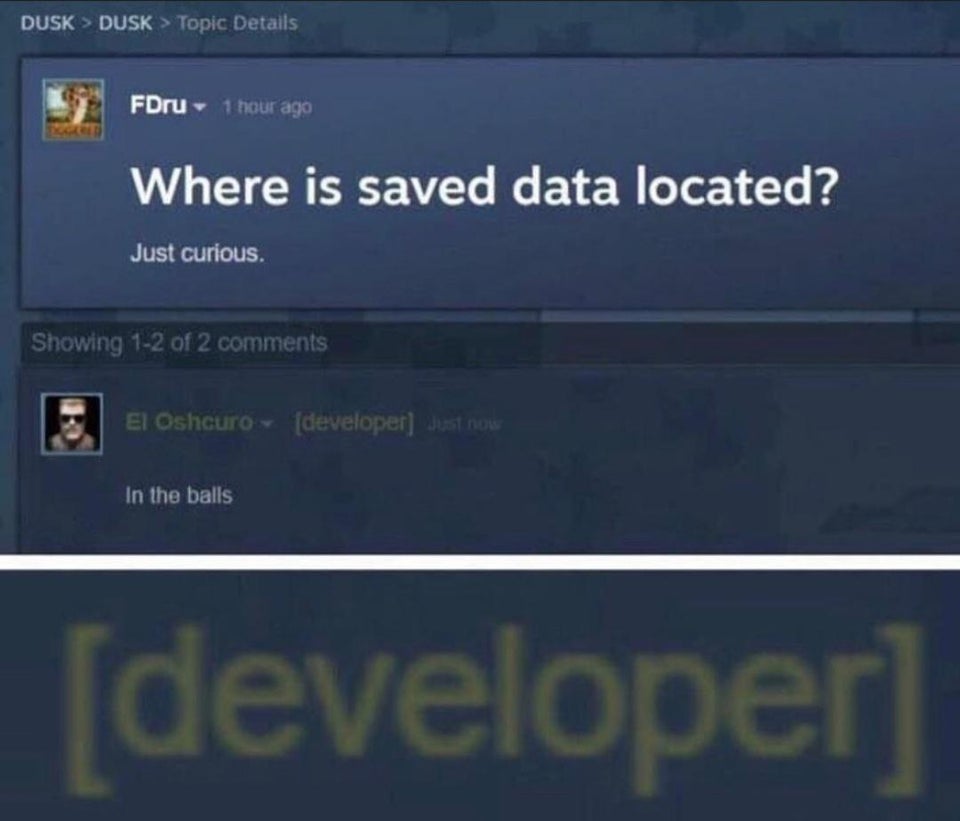 DUSK > DUSK > Topic Details
FDru 1 hour ago
Where is saved data located?
Just curious.
Showing 1-2 of 2 comments
El Oshcuro [developer] Just now
In the balls
[developer]